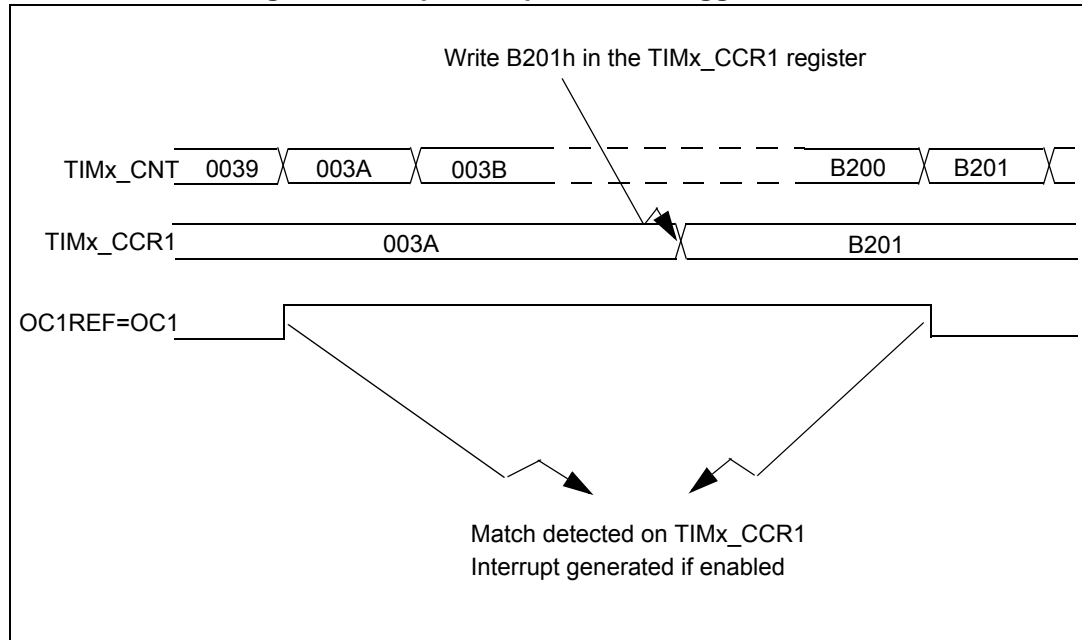 Write B201h in the TIMx_CCR1 register
TIMx_CNT 0039 003A 003B B200 B201
TIMx_CCR1 003A B201
OC1REF=OC1
Match detected on TIMx_CCR1
Interrupt generated if enabled